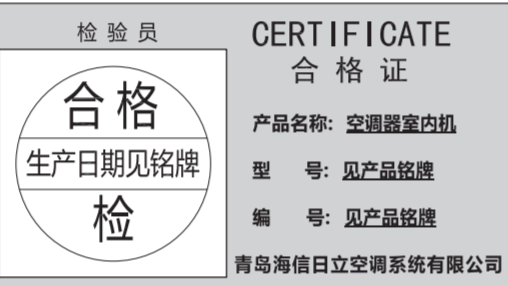 检验员
合格
生产日期见铭牌
检
CERTIFICATE
合格证
产品名称: 空调器室内机
型 号: 见产品铭牌
编 号: 见产品铭牌
青岛海信日立空调系统有限公司